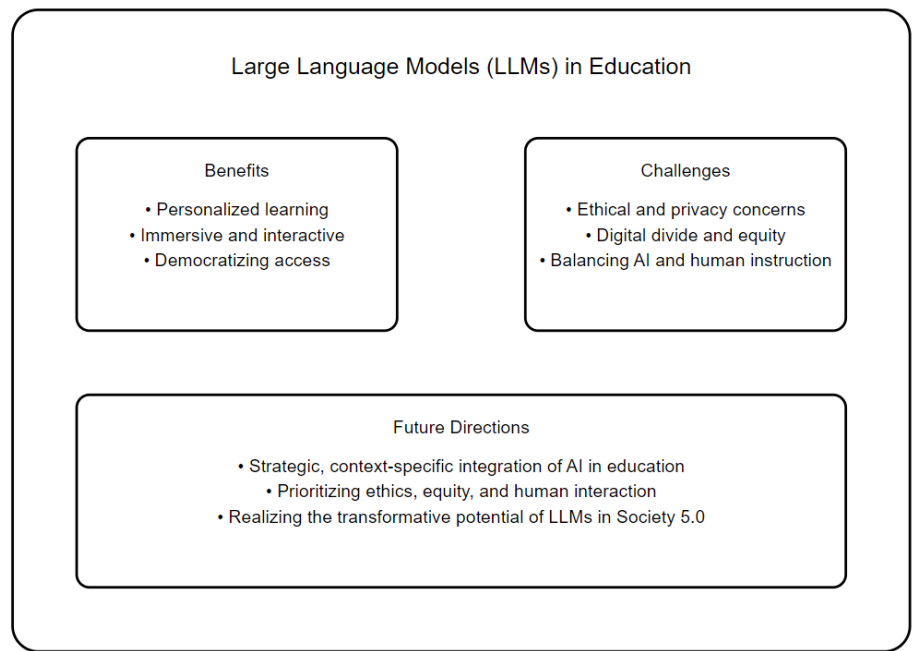 Large Language Models (LLMs) in Education
Benefits
• Personalized learning
• Immersive and interactive
• Democratizing access
Challenges
• Ethical and privacy concerns
• Digital divide and equity
• Balancing AI and human instruction
Future Directions
• Strategic, context-specific integration of AI in education
• Prioritizing ethics, equity, and human interaction
• Realizing the transformative potential of LLMs in Society 5.0